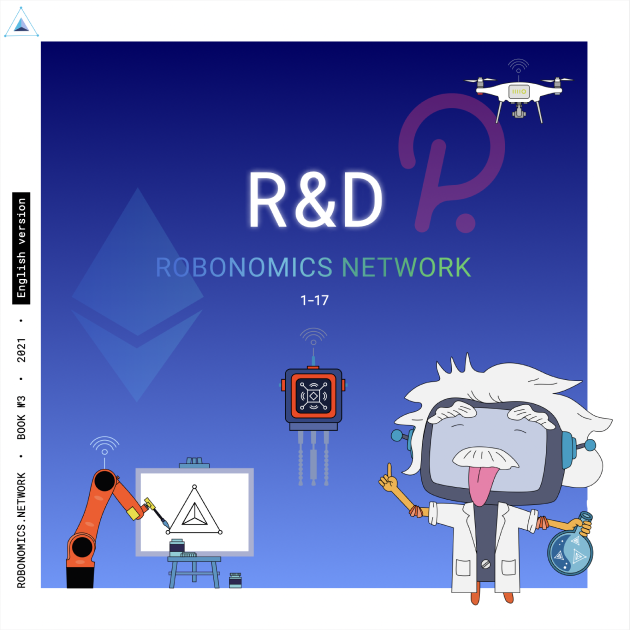 R&D
ROBONOMICS NETWORK
1-17
ROBONOMICS.NETWORK • BOOK №3 • 2021 • English version